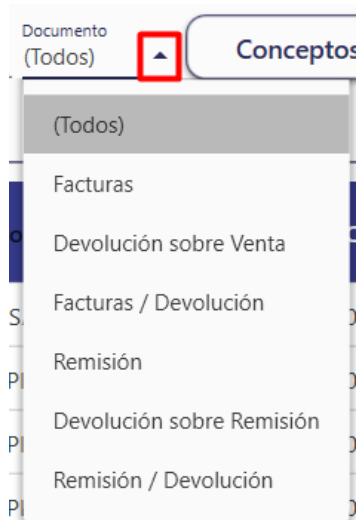 Documento
(Todos)
Conceptos
(Todos)
Facturas
Devolución sobre Venta
Facturas / Devolución
Remisión
Devolución sobre Remisión
Remisión / Devolución